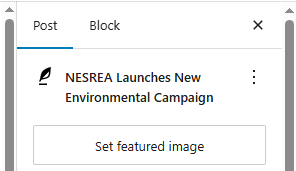 Post Block
NESREA Launches New
Environmental Campaign
Set featured image